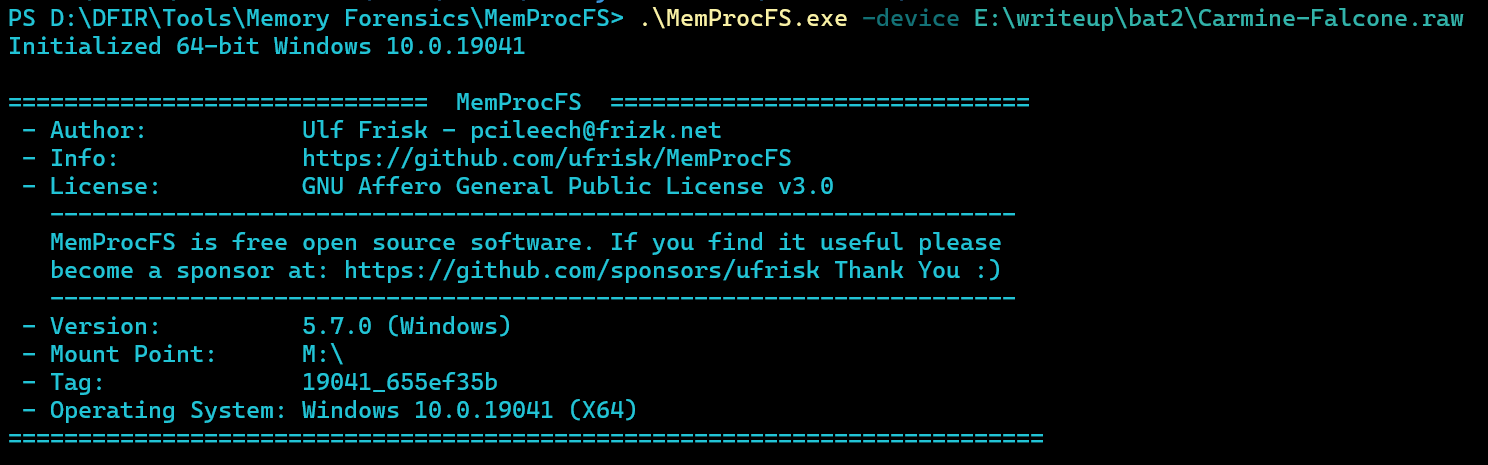 PS D:\DFIR\Tools\Memory Forensics\MemProcFS> .\MemProcFS.exe -device E:\writeup\bat2\Carmine-Falcone.raw
Initialized 64-bit Windows 10.0.19041
============================== MemProcFS ==============================
- Author: Ulf Frisk - pcileech@frizk.net
- Info: https://github.com/ufrisk/MemProcFS
- License: GNU Affero General Public License v3.0
---------------------------------------------------------------------
MemProcFS is free open source software. If you find it useful please
become a sponsor at: https://github.com/sponsors/ufrisk Thank You :)
---------------------------------------------------------------------
- Version: 5.7.0 (Windows)
- Mount Point: M:\
- Tag: 19041_655ef35b
- Operating System: Windows 10.0.19041 (X64)
==========================================================================